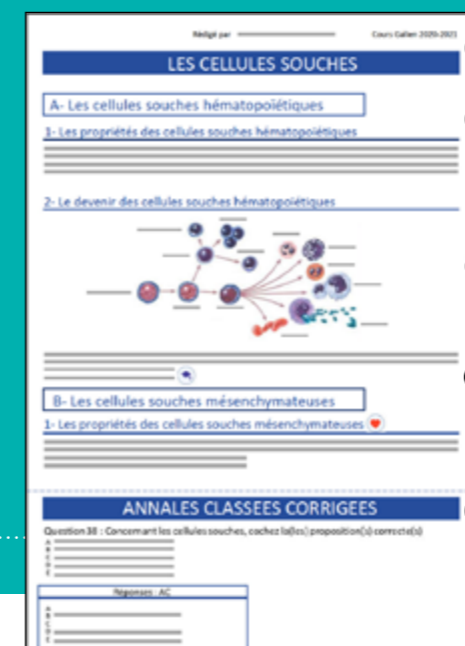 Rédigé par
Cours Galien 2020-2021
LES CELLULES SOUCHES
A- Les cellules souches hématopoïétiques
1- Les propriétés des cellules souches hématopoïétiques
2- Le devenir des cellules souches hématopoïétiques
B- Les cellules souches mésenchymateuses
1- Les propriétés des cellules souches mésenchymateuses
ANNALES CLASSEES CORRIGEES
Question 38 : Concernant les cellules souches, cochez la(les) proposition(s) correcte(s)
A
B
C
D
E
Réponses : AC
A
B
C
D
E